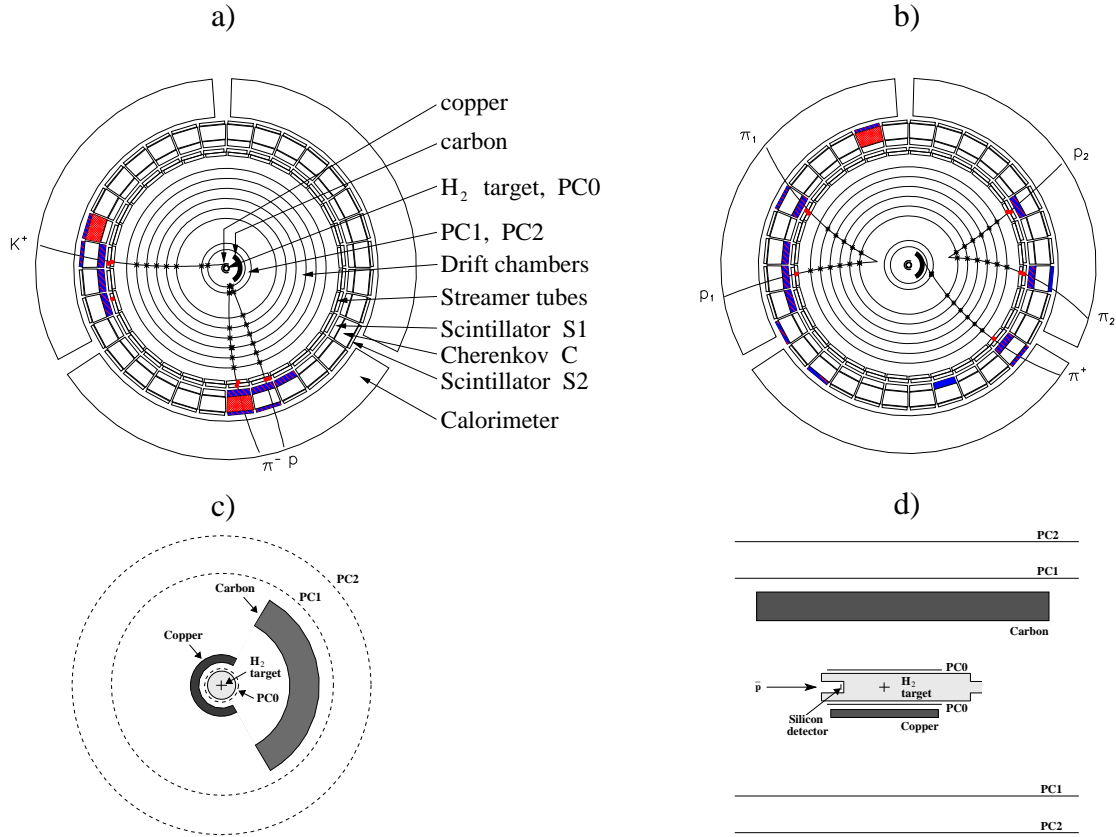 a)
copper
carbon
H₂ target, PC0
PC1, PC2
Drift chambers
Streamer tubes
Scintillator S1
Cherenkov C
Scintillator S2
Calorimeter
K⁺
π⁻ p
b)
π₁
p₂
p₁
π₂
π⁺
c)
PC2
Carbon
PC1
Copper
H₂
target
PC0
d)
PC2
PC1
Carbon
PC0
p̄
H₂
target
PC0
Silicon
detector
Copper
PC1
PC2